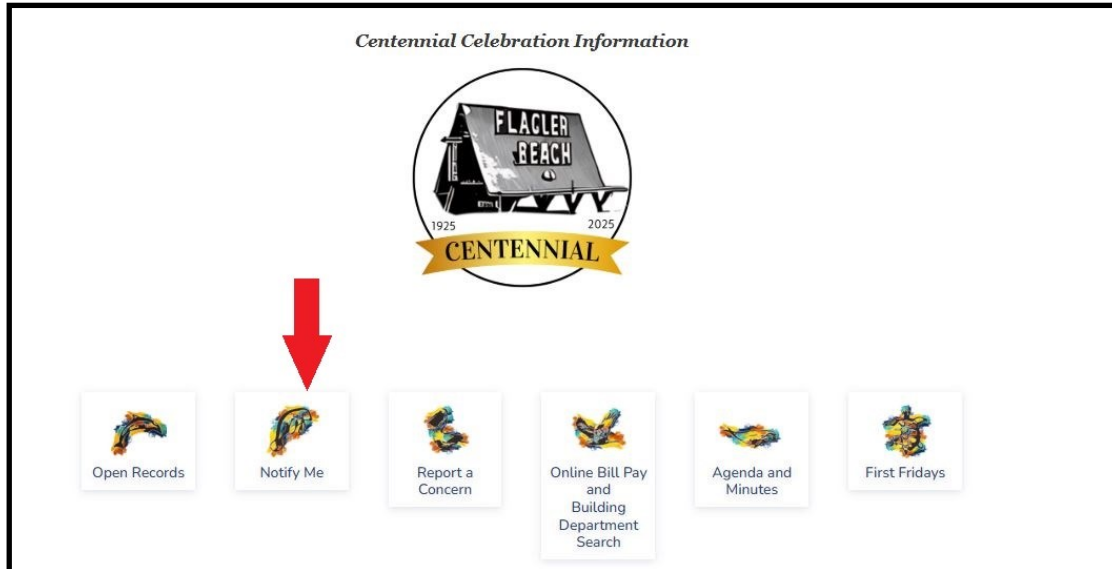 Centennial Celebration Information
FLAGLER
BEACH
1925
2025
CENTENNIAL
Open Records
Notify Me
Report a
Concern
Online Bill Pay
and
Building
Department
Search
Agenda and
Minutes
First Fridays